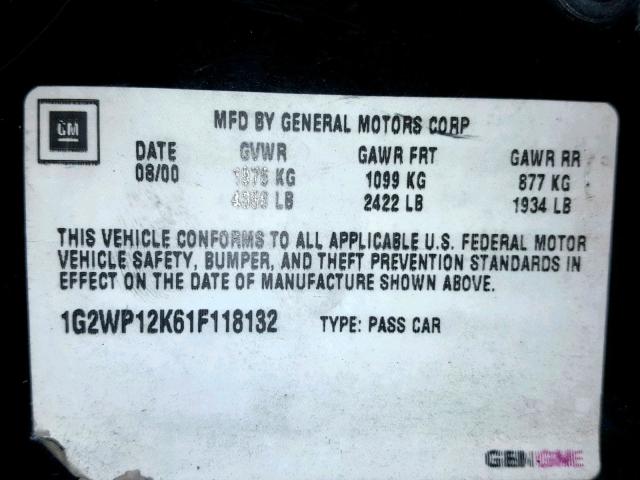 GM
MFD BY GENERAL MOTORS CORP
DATE GVWR GAWR FRT GAWR RR
08/00 KG 1099 KG 877 KG
LB 2422 LB 1934 LB
THIS VEHICLE CONFORMS TO ALL APPLICABLE U.S. FEDERAL MOTOR
VEHICLE SAFETY, BUMPER, AND THEFT PREVENTION STANDARDS IN
EFFECT ON THE DATE OF MANUFACTURE SHOWN ABOVE.
1G2WP12K61F118132 TYPE: PASS CAR